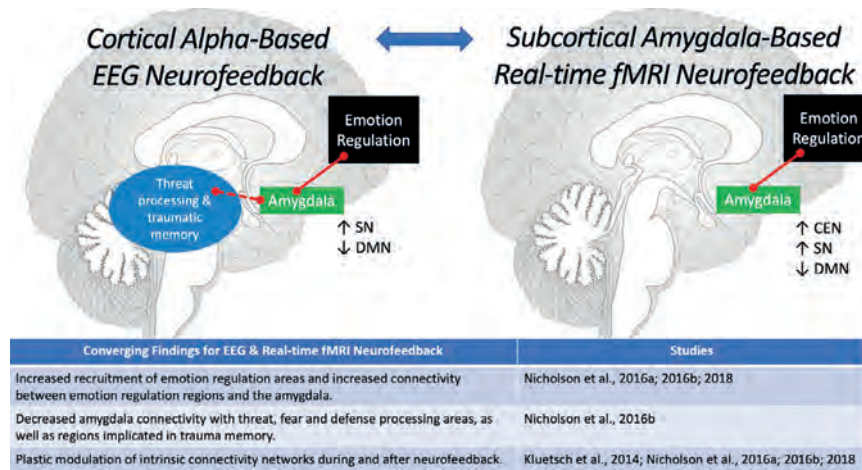 Cortical Alpha-Based
EEG Neurofeedback
Subcortical Amygdala-Based
Real-time fMRI Neurofeedback
Emotion
Regulation
Threat
processing &
traumatic
memory
Amygdala
↑ SN
↓ DMN
Emotion
Regulation
Amygdala
↑ CEN
↑ SN
↓ DMN
Converging Findings for EEG & Real-time fMRI Neurofeedback
Studies
Increased recruitment of emotion regulation areas and increased connectivity
between emotion regulation regions and the amygdala.
Nicholson et al., 2016a; 2016b; 2018
Decreased amygdala connectivity with threat, fear and defense processing areas, as
well as regions implicated in trauma memory.
Nicholson et al., 2016b
Plastic modulation of intrinsic connectivity networks during and after neurofeedback.
Kluetsch et al., 2014; Nicholson et al., 2016a; 2016b; 2018